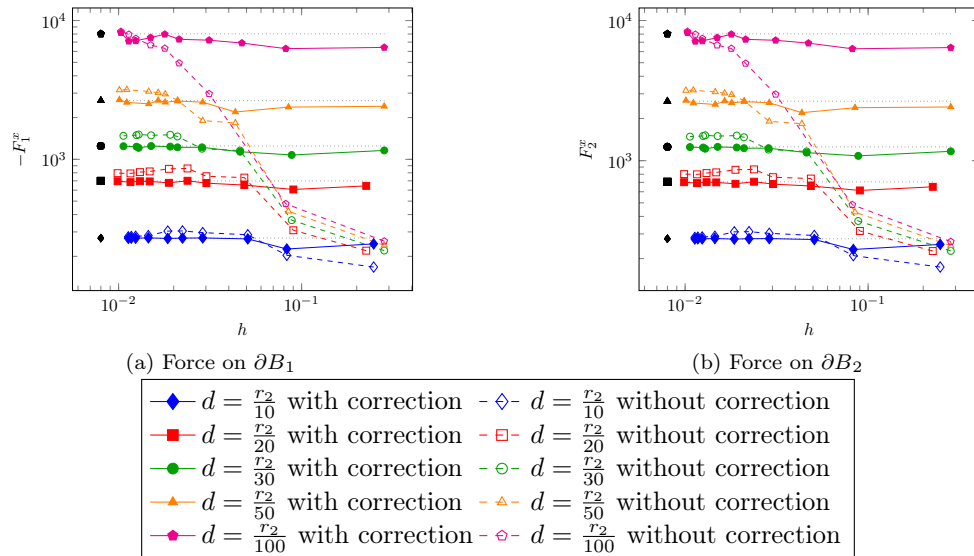 10^4 10^4
−F_1^x F_2^x
10^3 10^3
10^−2 10^−1 10^−2 10^−1
h h
(a) Force on ∂B_1 (b) Force on ∂B_2
d = r_2/10 with correction d = r_2/10 without correction
d = r_2/20 with correction d = r_2/20 without correction
d = r_2/30 with correction d = r_2/30 without correction
d = r_2/50 with correction d = r_2/50 without correction
d = r_2/100 with correction d = r_2/100 without correction